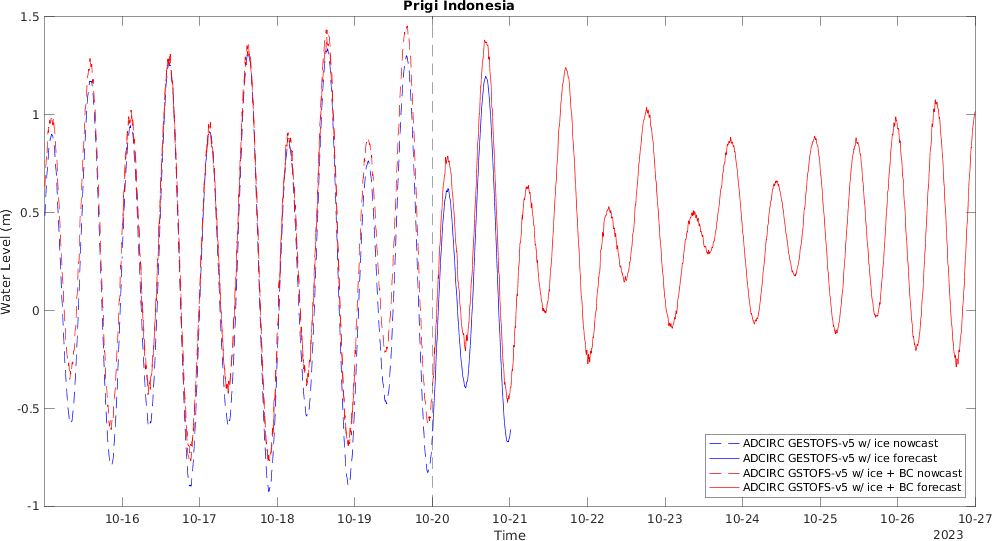 Prigi Indonesia
Water Level (m)
1.5
1
0.5
0
-0.5
-1
10-16 10-17 10-18 10-19 10-20 10-21 10-22 10-23 10-24 10-25 10-26 10-27
Time
2023
ADCIRC GESTOFS-v5 w/ ice nowcast
ADCIRC GESTOFS-v5 w/ ice forecast
ADCIRC GSTOFS-v5 w/ ice + BC nowcast
ADCIRC GSTOFS-v5 w/ ice + BC forecast